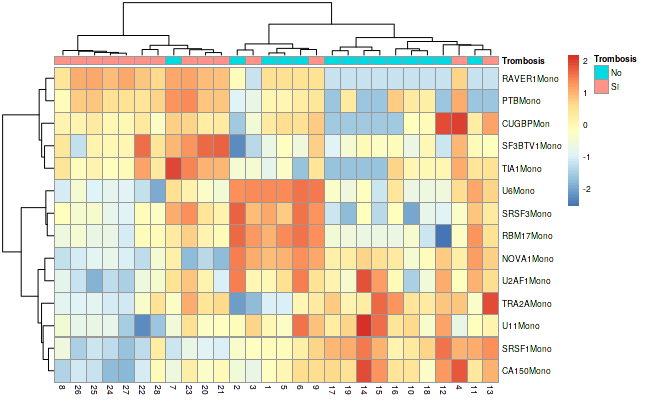 Trombosis
RAVER1Mono
PTBMono
CUGBPMon
SF3BTV1Mono
TIA1Mono
U6Mono
SRSF3Mono
RBM17Mono
NOVA1Mono
U2AF1Mono
TRA2AMono
U11Mono
SRSF1Mono
CA150Mono
8 26 25 24 27 22 28 7 23 20 21 2 3 1 5 6 9 17 19 14 15 16 10 18 12 4 11 13
2
1
0
-1
-2
Trombosis
No
SI